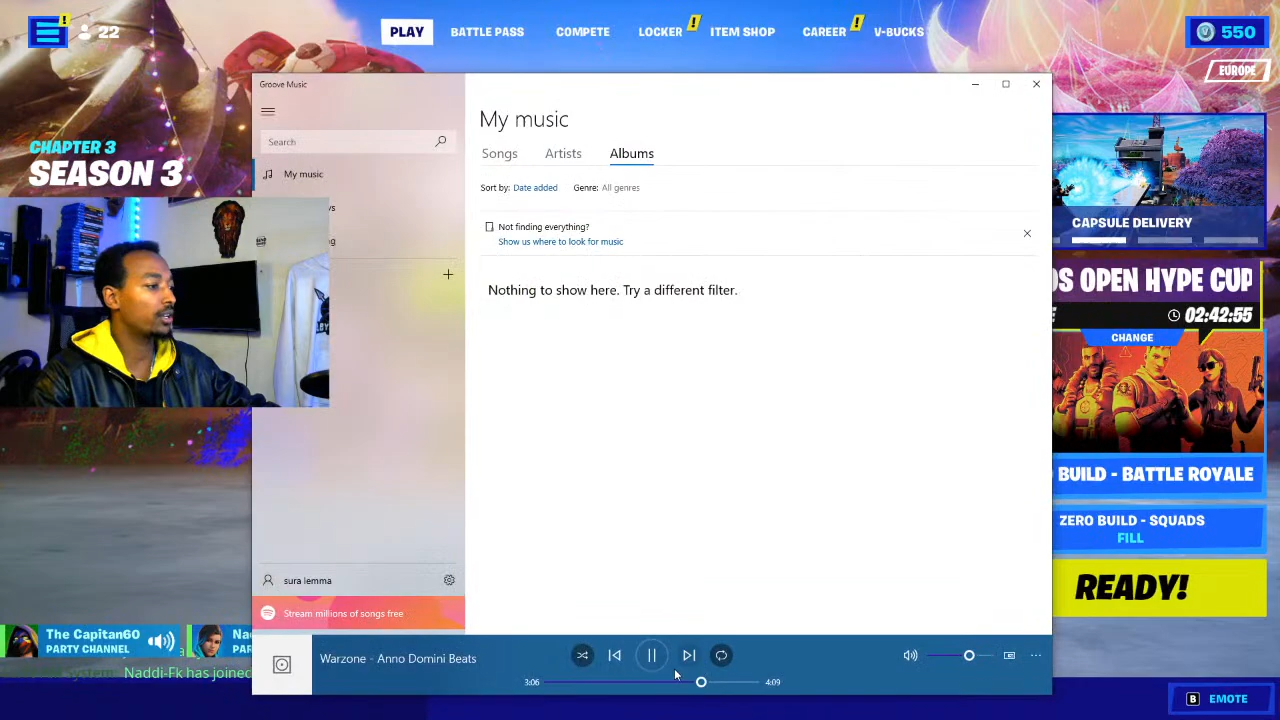 22
PLAY
BATTLE PASS
COMPETE
LOCKER
ITEM SHOP
CAREER
V-BUCKS
550
EUROPE
CHAPTER 3
SEASON 3
Groove Music
Search
My music
My music
Songs
Artists
Albums
Sort by: Date added
Genre: All genres
Not finding everything?
Show us where to look for music
Nothing to show here. Try a different filter.
sura lemma
Stream millions of songs free
Warzone - Anno Domini Beats
3:06
4:09
CAPSULE DELIVERY
OPEN HYPE CUP
02:42:55
CHANGE
BUILD - BATTLE ROYALE
ZERO BUILD - SQUADS
FILL
READY!
The Capitan60
PARTY CHANNEL
Na
PARTY
Naddi-Fk has joined
B EMOTE